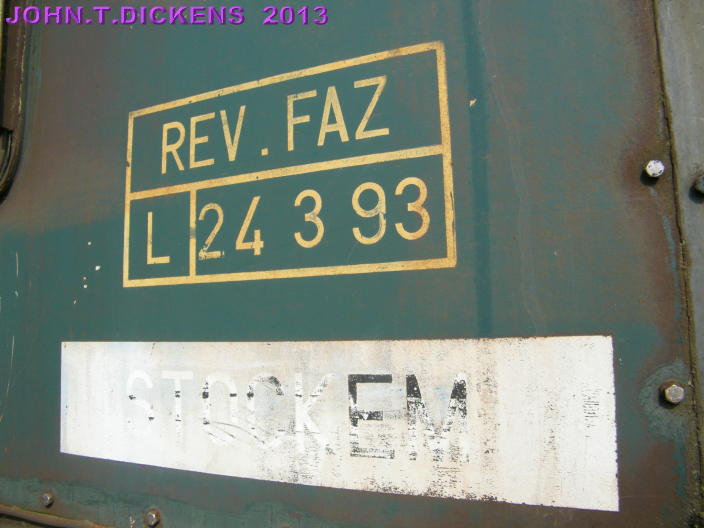 JOHN.T.DICKENS 2013
REV. FAZ
L 24 3 93
STOCKEM